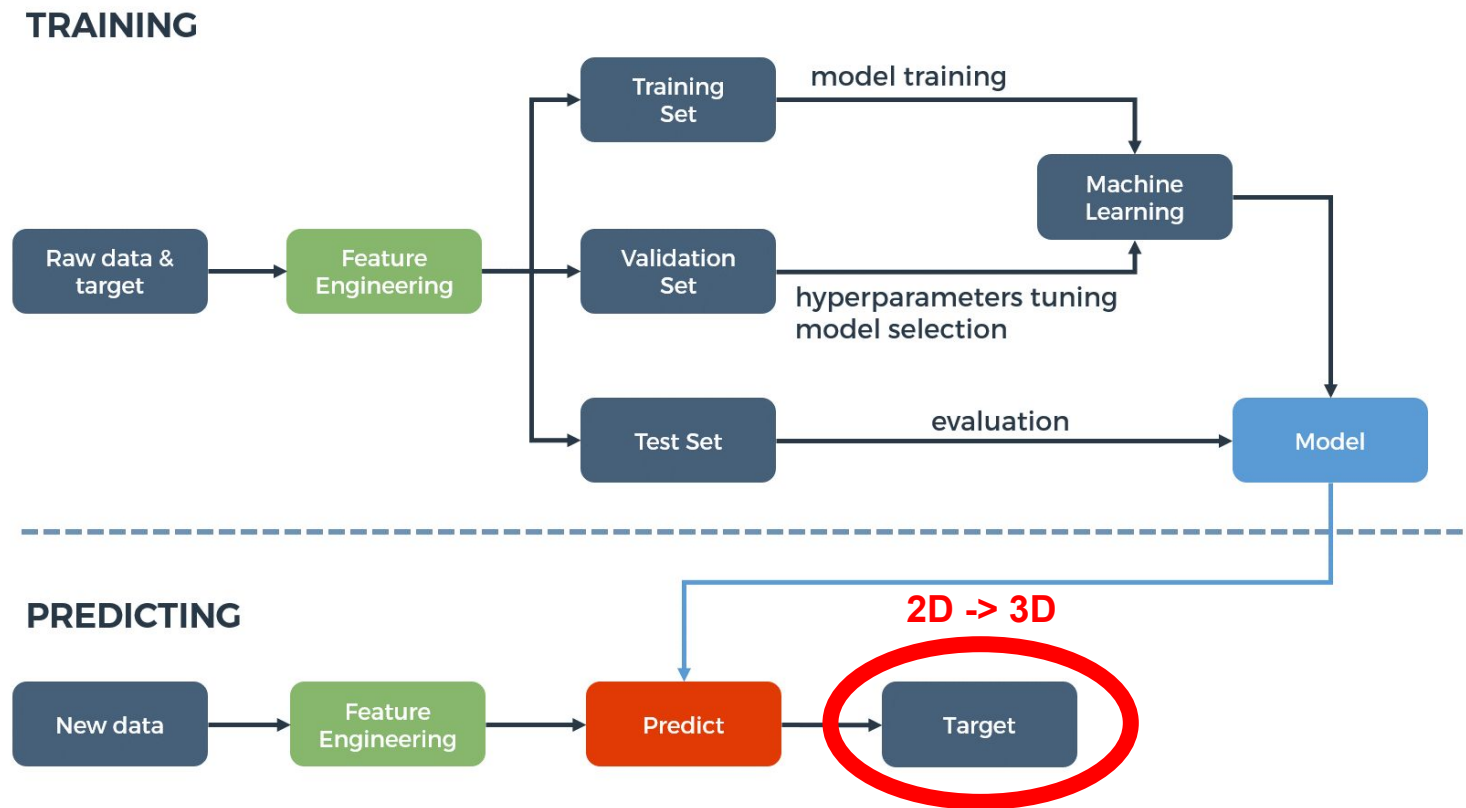 TRAINING
Training
Set
model training
Machine
Learning
Raw data &
target
Feature
Engineering
Validation
Set
hyperparameters tuning
model selection
Test Set
evaluation
Model
PREDICTING
2D -> 3D
New data
Feature
Engineering
Predict
Target